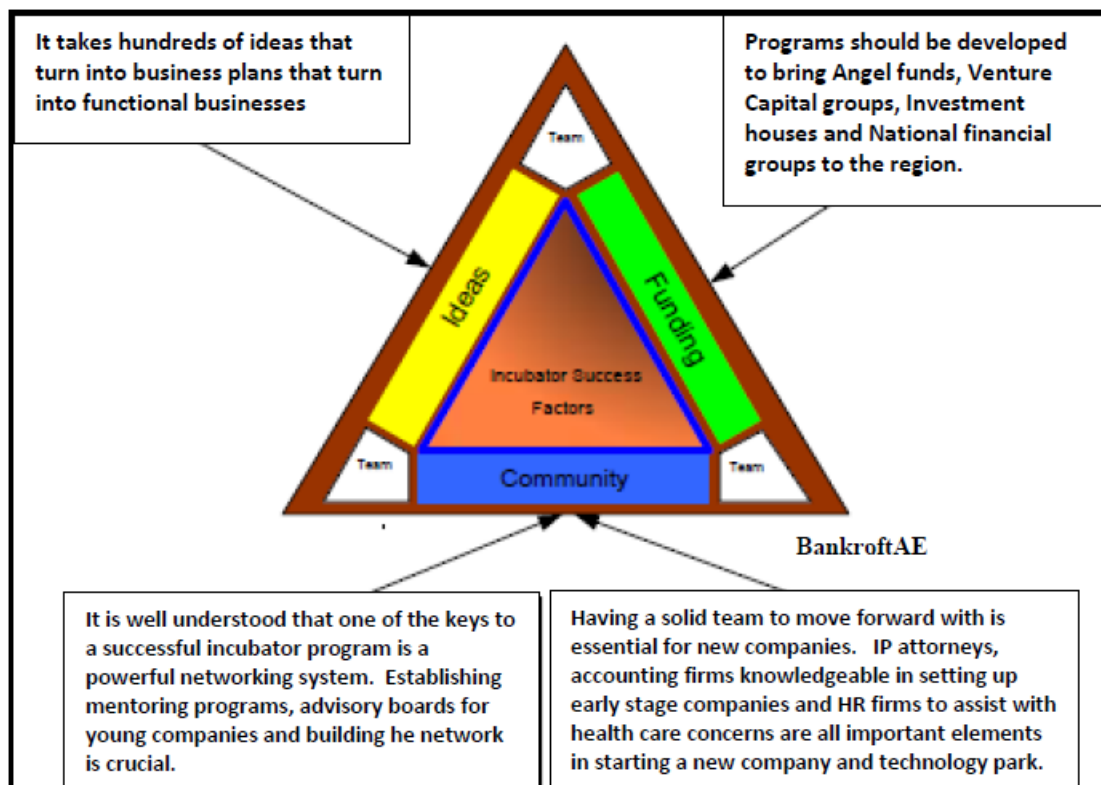 It takes hundreds of ideas that
turn into business plans that turn
into functional businesses
Programs should be developed
to bring Angel funds, Venture
Capital groups, Investment
houses and National financial
groups to the region.
Team
Ideas
Funding
Incubator Success
Factors
Team
Team
Community
BankroftAE
It is well understood that one of the keys to
a successful incubator program is a
powerful networking system.  Establishing
mentoring programs, advisory boards for
young companies and building he network
is crucial.
Having a solid team to move forward with is
essential for new companies.   IP attorneys,
accounting firms knowledgeable in setting up
early stage companies and HR firms to assist with
health care concerns are all important elements
in starting a new company and technology park.